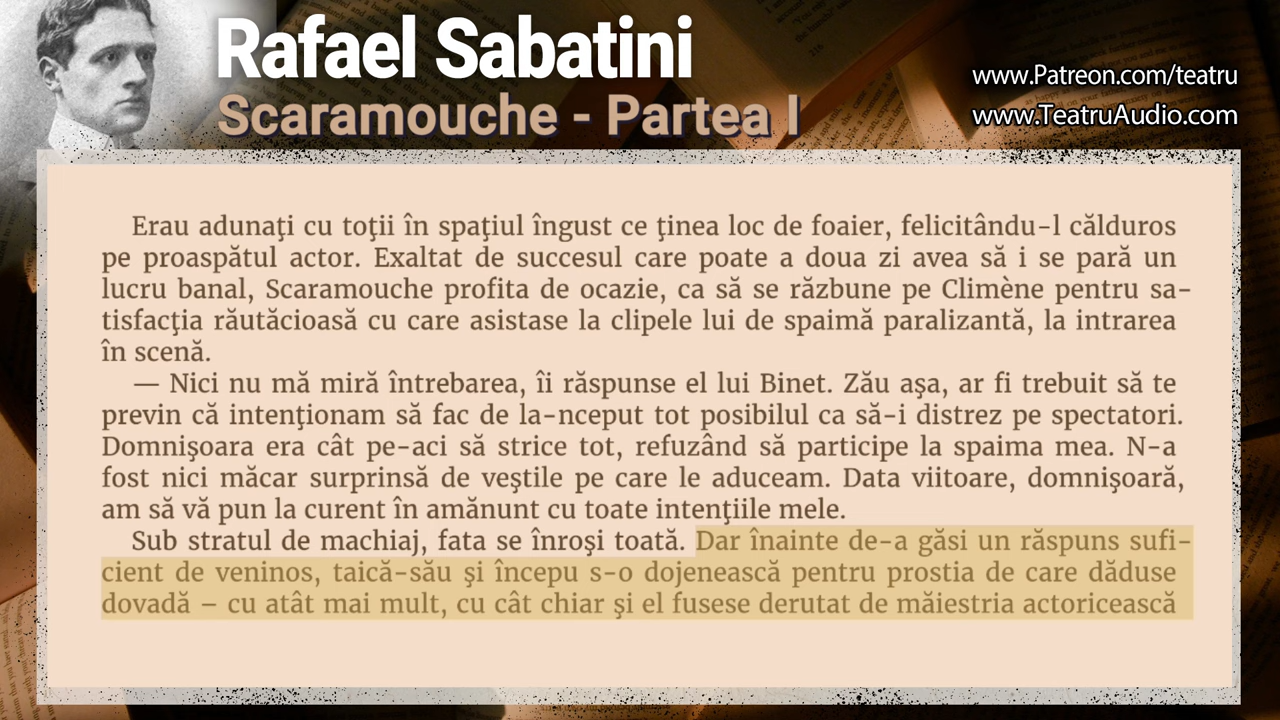 Rafael Sabatini
Scaramouche - Partea I
www.Patreon.com/teatru
www.TeatruAudio.com
Erau adunaţi cu toţii în spaţiul îngust ce ţinea loc de foaier, felicitându-l călduros
pe proaspătul actor. Exaltat de succesul care poate a doua zi avea să i se pară un
lucru banal, Scaramouche profita de ocazie, ca să se răzbune pe Climène pentru sa-
tisfacţia răutăcioasă cu care asistase la clipele lui de spaimă paralizantă, la intrarea
în scenă.
— Nici nu mă miră întrebarea, îi răspunse el lui Binet. Zău aşa, ar fi trebuit să te
previn că intenţionam să fac de la-nceput tot posibilul ca să-i distrez pe spectatori.
Domnişoara era cât pe-aci să strice tot, refuzând să participe la spaima mea. N-a
fost nici măcar surprinsă de veştile pe care le aduceam. Data viitoare, domnişoară,
am să vă pun la curent în amănunt cu toate intenţiile mele.
Sub stratul de machiaj, fata se înroşi toată. Dar înainte de-a găsi un răspuns sufi-
cient de veninos, taică-său şi începu s-o dojenească pentru prostia de care dăduse
dovadă – cu atât mai mult, cu cât chiar şi el fusese derutat de măiestria actoricească